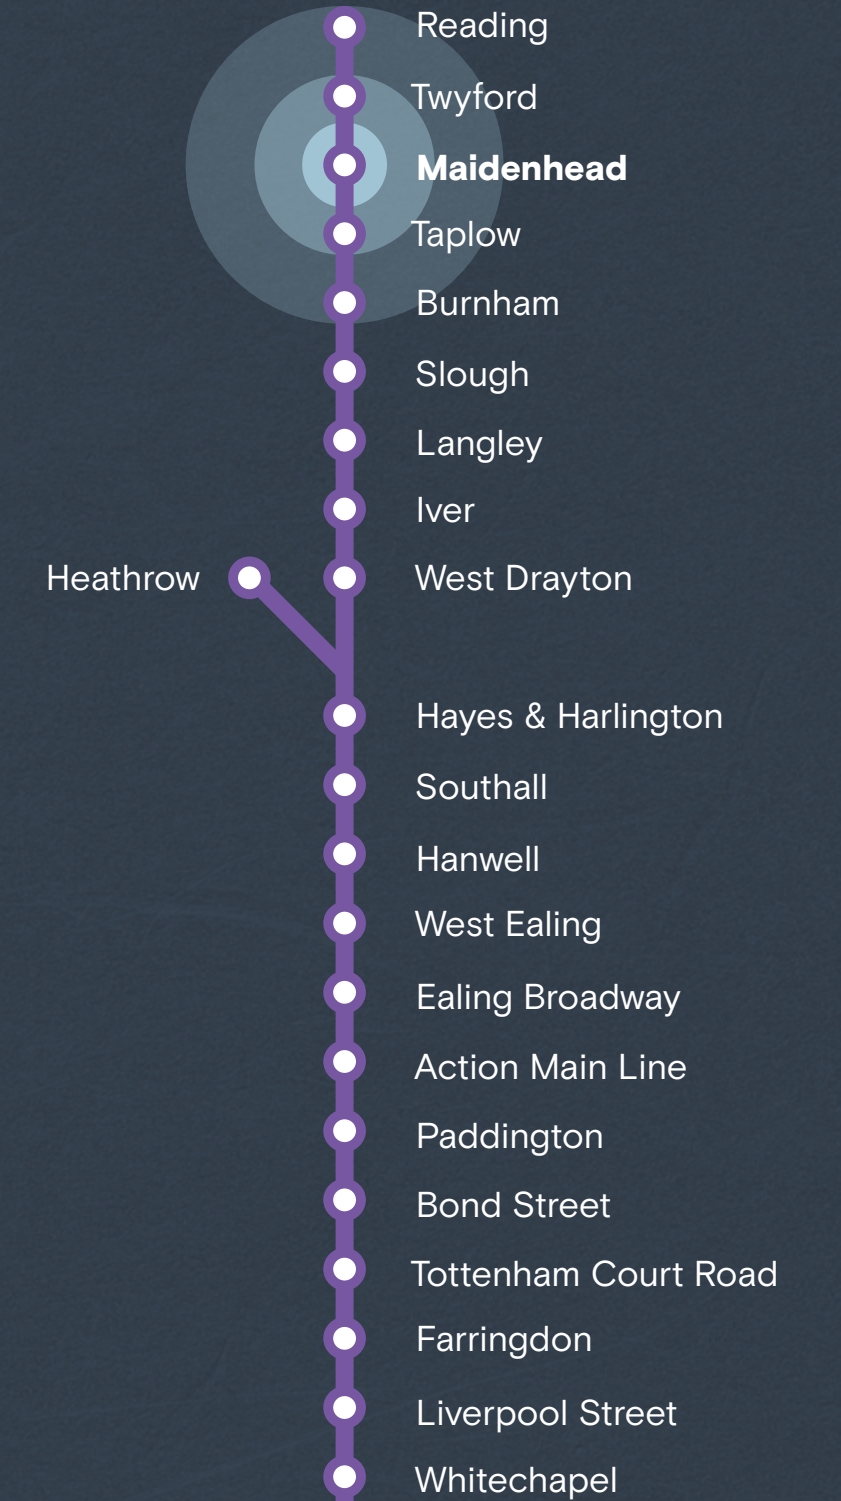 Reading
Twyford
Maidenhead
Taplow
Burnham
Slough
Langley
Iver
Heathrow
West Drayton
Hayes & Harlington
Southall
Hanwell
West Ealing
Ealing Broadway
Action Main Line
Paddington
Bond Street
Tottenham Court Road
Farringdon
Liverpool Street
Whitechapel